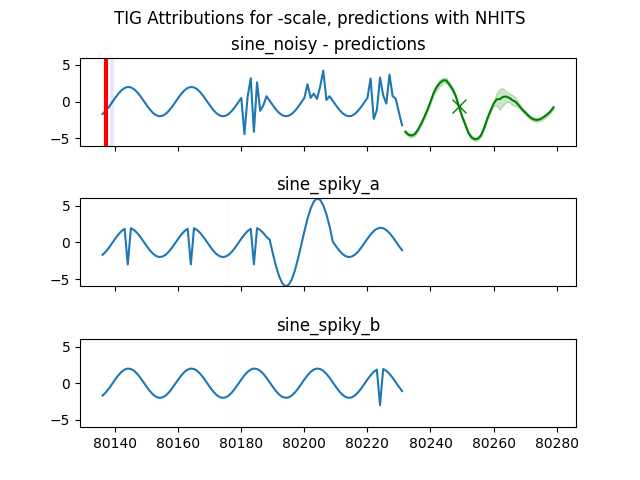 TIG Attributions for -scale, predictions with NHITS
sine_noisy - predictions
5
0
−5
sine_spiky_a
5
0
−5
sine_spiky_b
5
0
−5
80140 80160 80180 80200 80220 80240 80260 80280